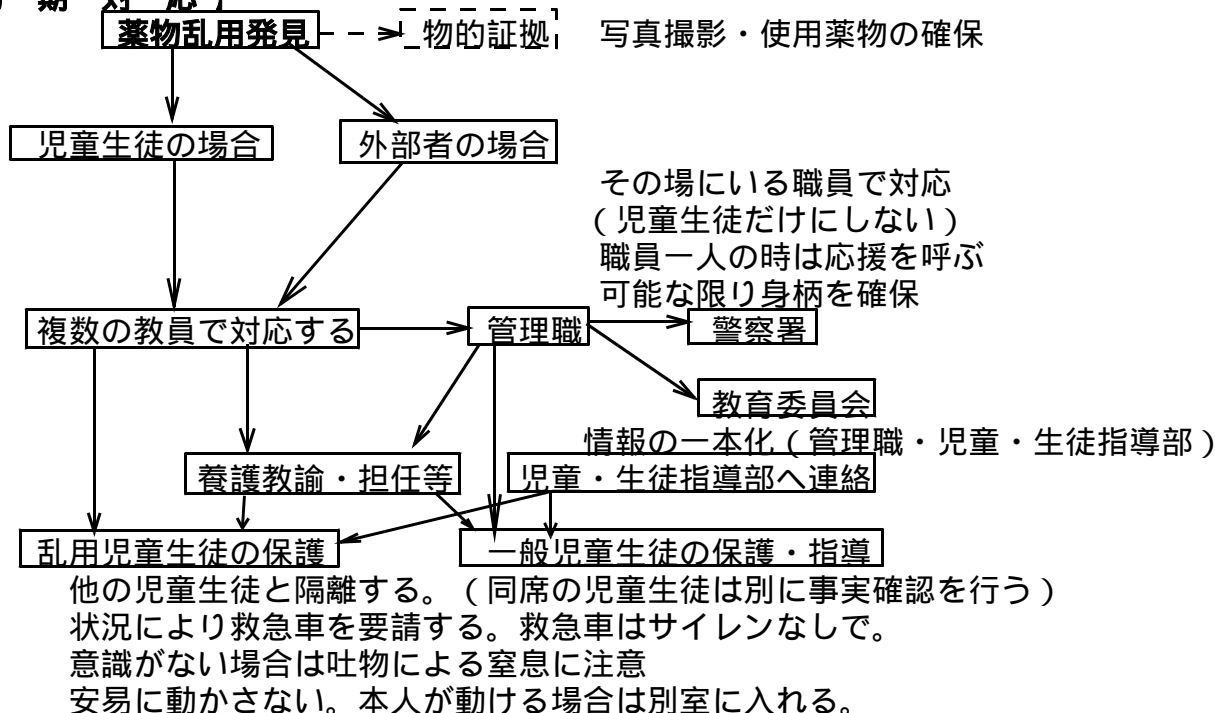 期 対 応 】
薬物乱用発見 物的証拠 写真撮影・使用薬物の確保
児童生徒の場合 外部者の場合
その場にいる職員で対応
(児童生徒だけにしない)
職員一人の時は応援を呼ぶ
可能な限り身柄を確保
複数の教員で対応する 管理職 警察署
教育委員会
情報の一本化(管理職・児童・生徒指導部)
養護教諭・担任等 児童・生徒指導部へ連絡
乱用児童生徒の保護 一般児童生徒の保護・指導
他の児童生徒と隔離する。(同席の児童生徒は別に事実確認を行う)
状況により救急車を要請する。救急車はサイレンなしで。
意識がない場合は吐物による窒息に注意
安易に動かさない。本人が動ける場合は別室に入れる。